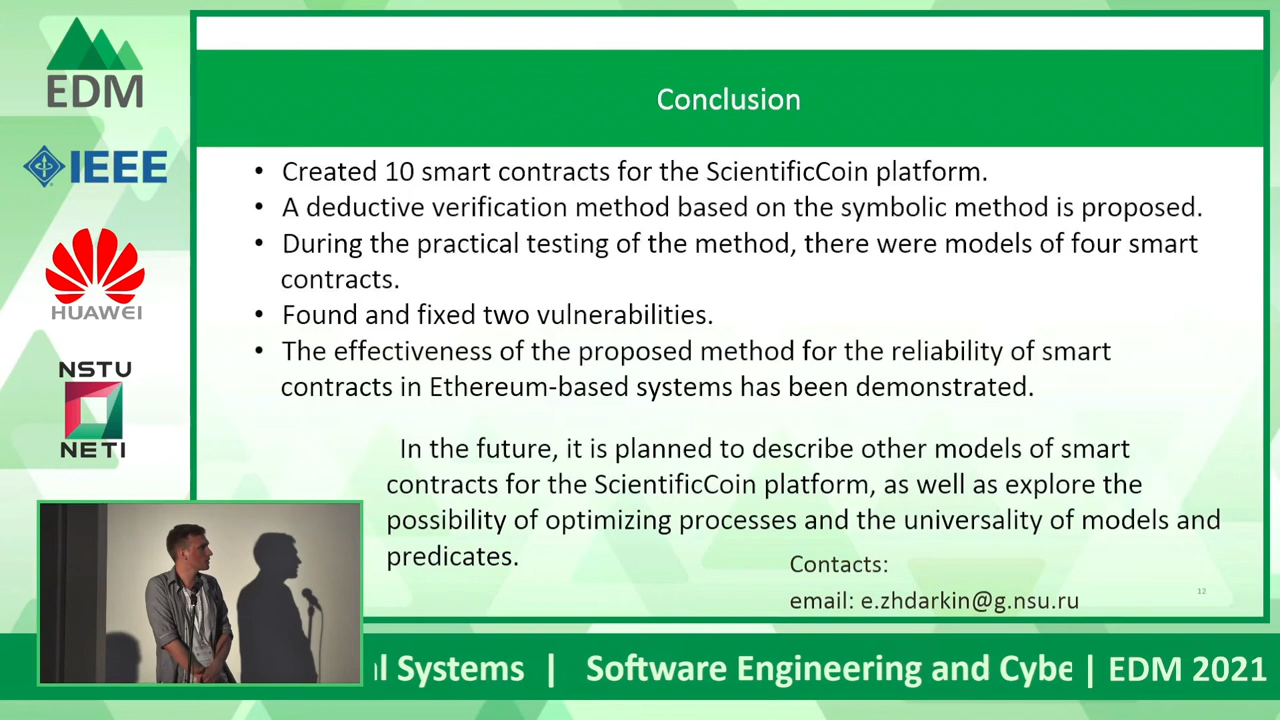 EDM
IEEE
HUAWEI
NSTU
NETI
Conclusion
• Created 10 smart contracts for the ScientificCoin platform.
• A deductive verification method based on the symbolic method is proposed.
• During the practical testing of the method, there were models of four smart
contracts.
• Found and fixed two vulnerabilities.
• The effectiveness of the proposed method for the reliability of smart
contracts in Ethereum-based systems has been demonstrated.
In the future, it is planned to describe other models of smart
contracts for the ScientificCoin platform, as well as explore the
possibility of optimizing processes and the universality of models and
predicates.
Contacts:
email: e.zhdarkin@g.nsu.ru
12
l Systems | Software Engineering and Cybe | EDM 2021